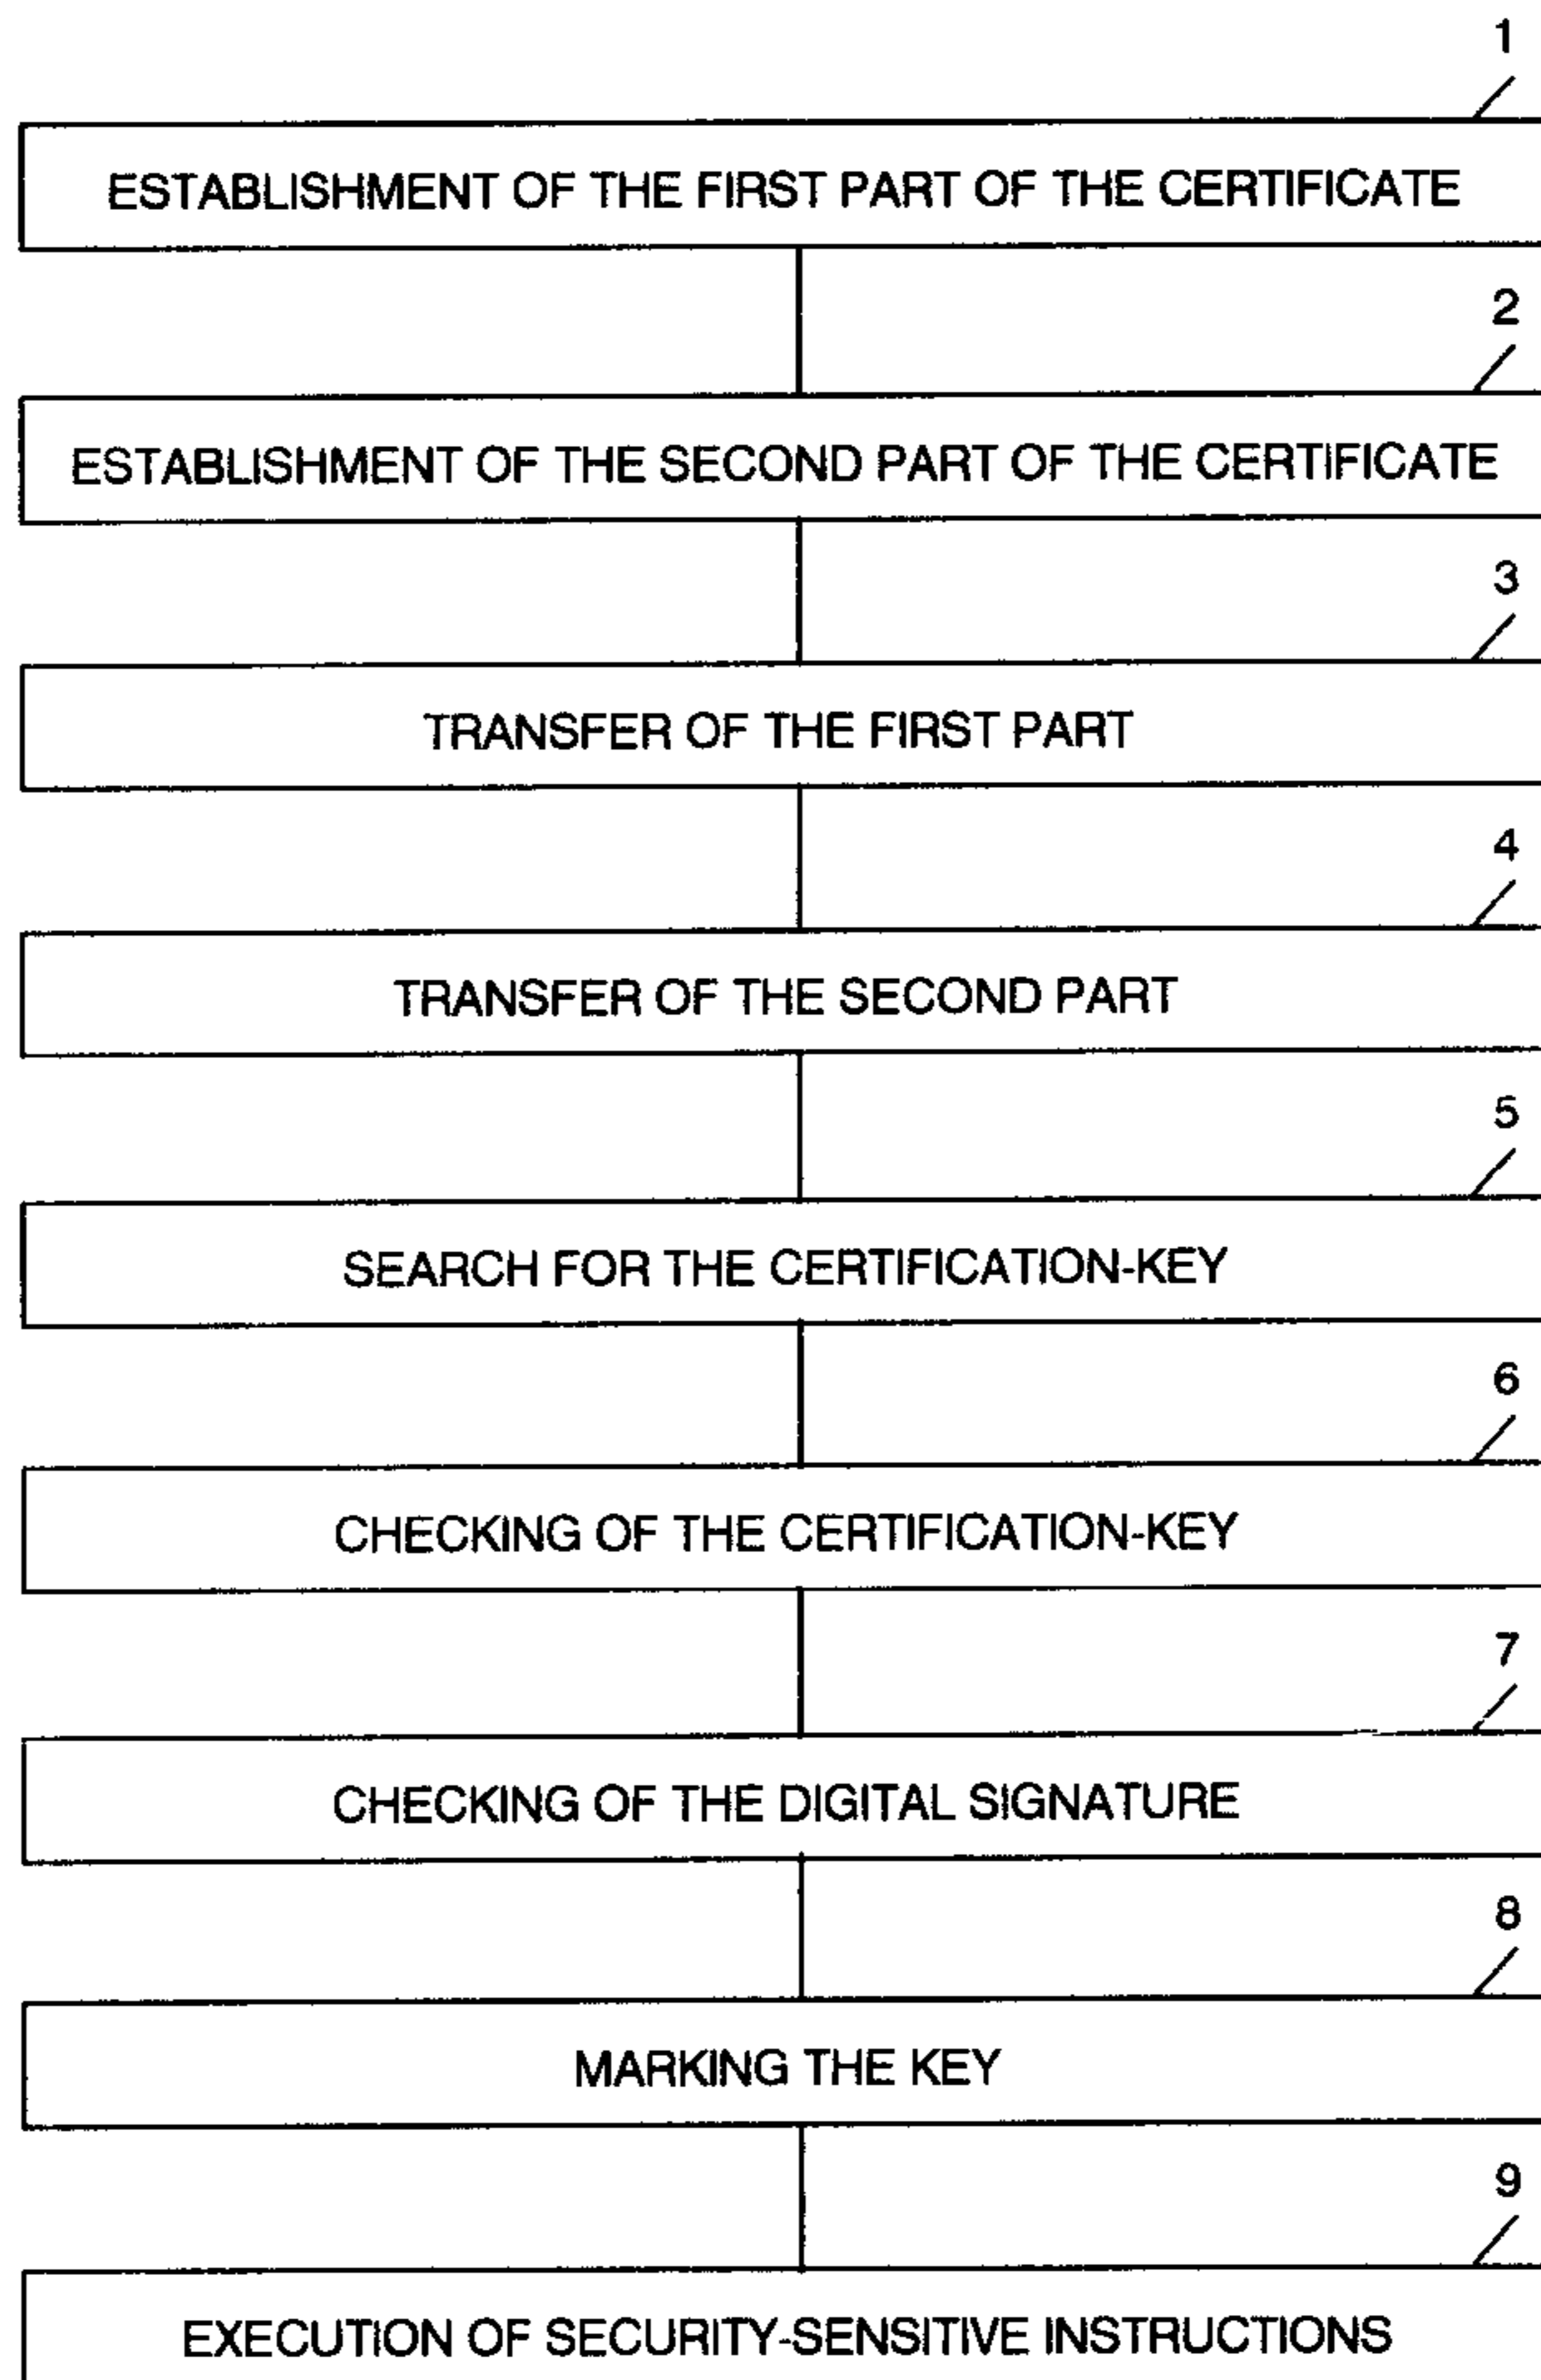 1
ESTABLISHMENT OF THE FIRST PART OF THE CERTIFICATE
2
ESTABLISHMENT OF THE SECOND PART OF THE CERTIFICATE
3
TRANSFER OF THE FIRST PART
4
TRANSFER OF THE SECOND PART
5
SEARCH FOR THE CERTIFICATION-KEY
6
CHECKING OF THE CERTIFICATION-KEY
7
CHECKING OF THE DIGITAL SIGNATURE
8
MARKING THE KEY
9
EXECUTION OF SECURITY-SENSITIVE INSTRUCTIONS